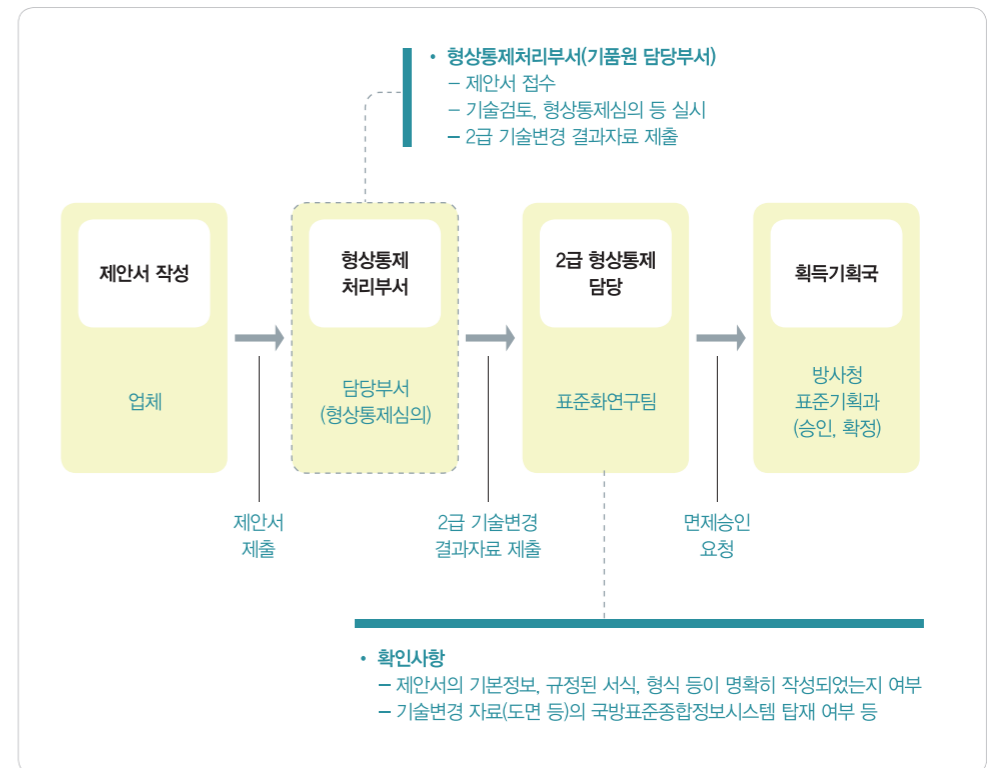 • 형상통제처리부서(기품원 담당부서)
– 제안서 접수
– 기술검토, 형상통제심의 등 실시
– 2급 기술변경 결과자료 제출
제안서 작성
업체
형상통제
처리부서
담당부서
(형상통제심의)
2급 형상통제
담당
표준화연구팀
획득기획국
방사청
표준기획과
(승인, 확정)
제안서
제출
2급 기술변경
결과자료 제출
면제승인
요청
• 확인사항
– 제안서의 기본정보, 규정된 서식, 형식 등이 명확히 작성되었는지 여부
– 기술변경 자료(도면 등)의 국방표준종합정보시스템 탑재 여부 등